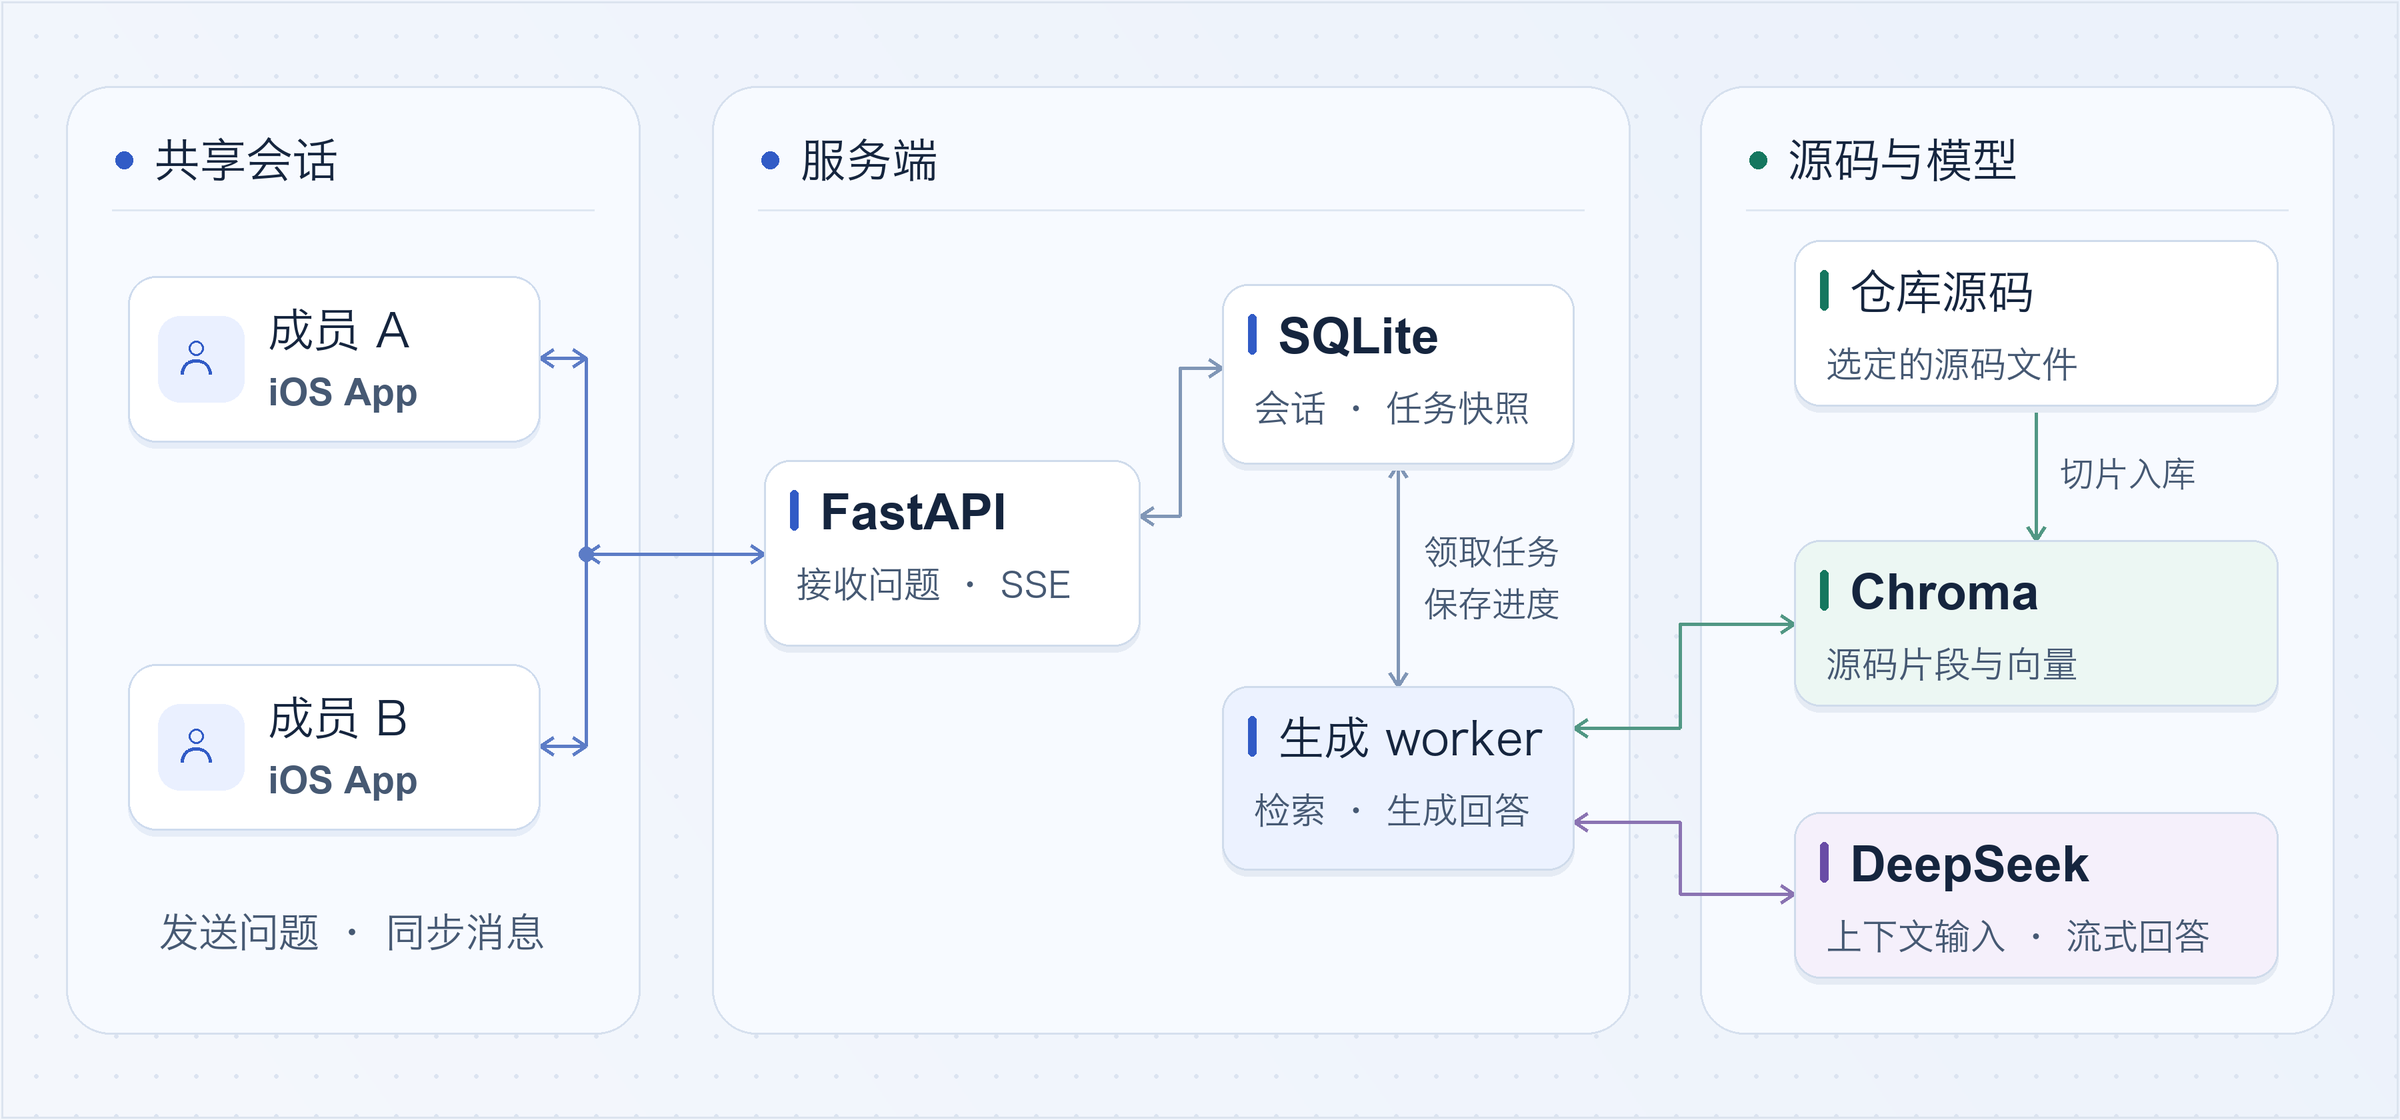 共享会话
成员 A
iOS App
成员 B
iOS App
发送问题 · 同步消息
服务端
FastAPI
接收问题 · SSE
SQLite
会话 · 任务快照
领取任务
保存进度
生成 worker
检索 · 生成回答
源码与模型
仓库源码
选定的源码文件
切片入库
Chroma
源码片段与向量
DeepSeek
上下文输入 · 流式回答